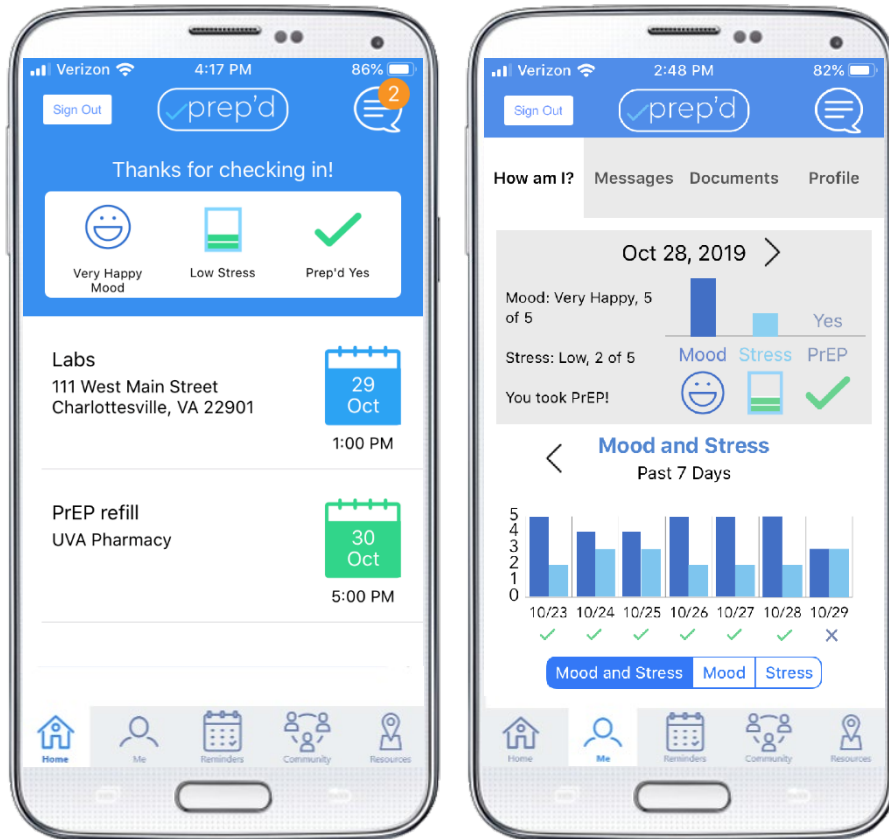 Verizon 4:17 PM 86%
Sign Out prep'd 2
Thanks for checking in!
Very Happy Mood
Low Stress
Prep'd Yes
Labs
111 West Main Street
Charlottesville, VA 22901
29
Oct
1:00 PM
PrEP refill
UVA Pharmacy
30
Oct
5:00 PM
Home Me Reminders Community Resources
Verizon 2:48 PM 82%
Sign Out prep'd
How am I? Messages Documents Profile
Oct 28, 2019
Mood: Very Happy, 5
of 5
Yes
Stress: Low, 2 of 5
Mood Stress PrEP
You took PrEP!
Mood and Stress
Past 7 Days
5
4
3
2
1
0
10/23 10/24 10/25 10/26 10/27 10/28 10/29
Mood and Stress Mood Stress
Home Me Reminders Community Resources